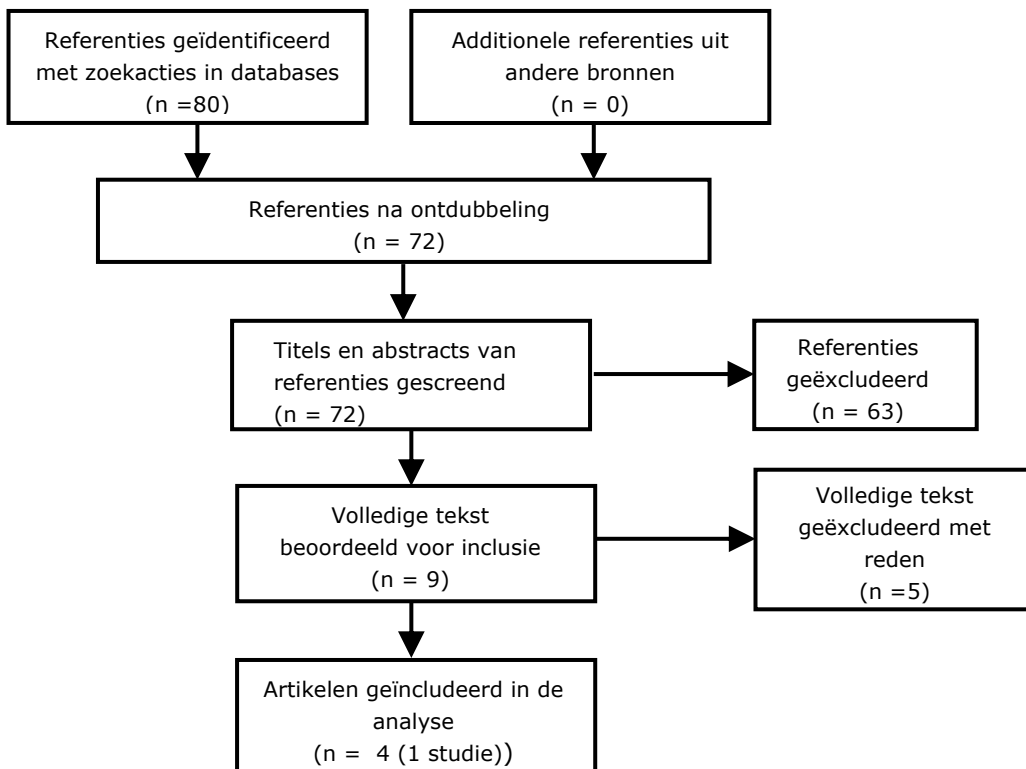 Referenties geïdentificeerd
met zoekacties in databases
(n =80)
Additionele referenties uit
andere bronnen
(n = 0)
Referenties na ontdubbeling
(n = 72)
Titels en abstracts van
referenties gescreend
(n = 72)
Referenties
geëxcludeerd
(n = 63)
Volledige tekst
beoordeeld voor inclusie
(n = 9)
Volledige tekst
geëxcludeerd met
reden
(n =5)
Artikelen geïncludeerd in de
analyse
(n =  4 (1 studie))